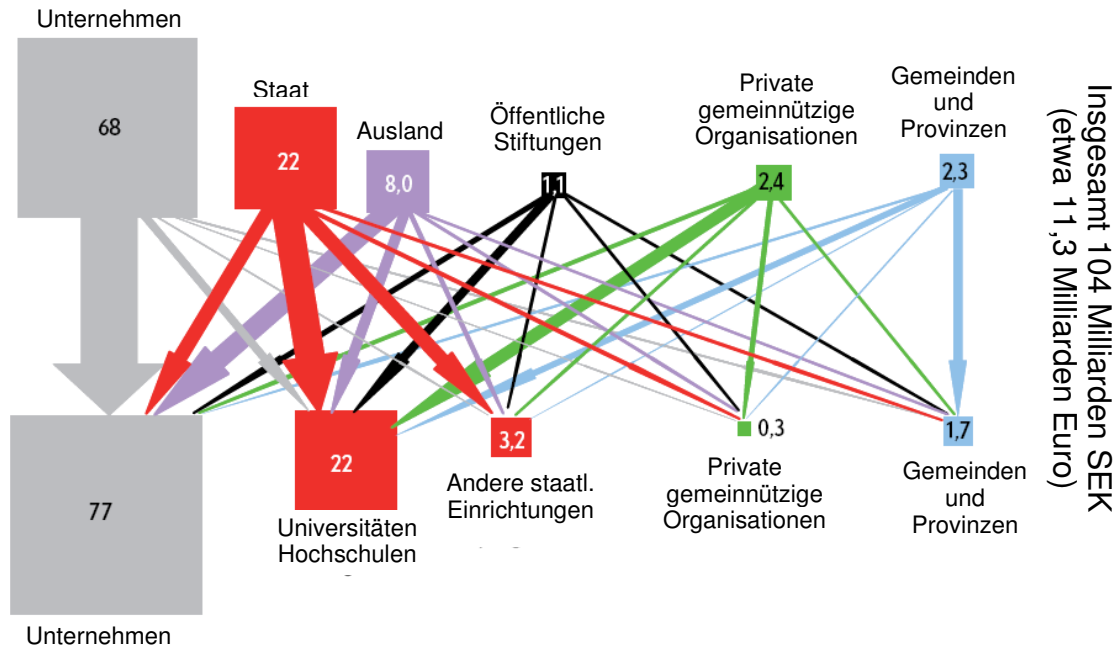 Unternehmen
68
Staat
22
Ausland
8,0
Öffentliche
Stiftungen
1,1
Private
gemeinnützige
Organisationen
2,4
Gemeinden
und
Provinzen
2,3
77
Unternehmen
22
Universitäten
Hochschulen
3,2
Andere staatl.
Einrichtungen
0,3
Private
gemeinnützige
Organisationen
1,7
Gemeinden
und
Provinzen
Insgesamt 104 Milliarden SEK
(etwa 11,3 Milliarden Euro)